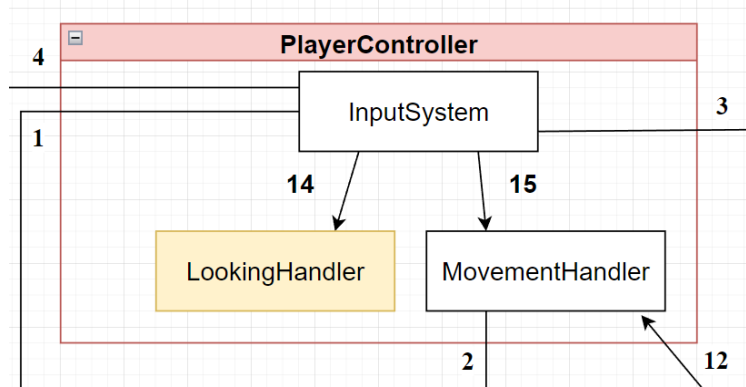 PlayerController
4
InputSystem
3
1
14
15
LookingHandler
MovementHandler
2
12